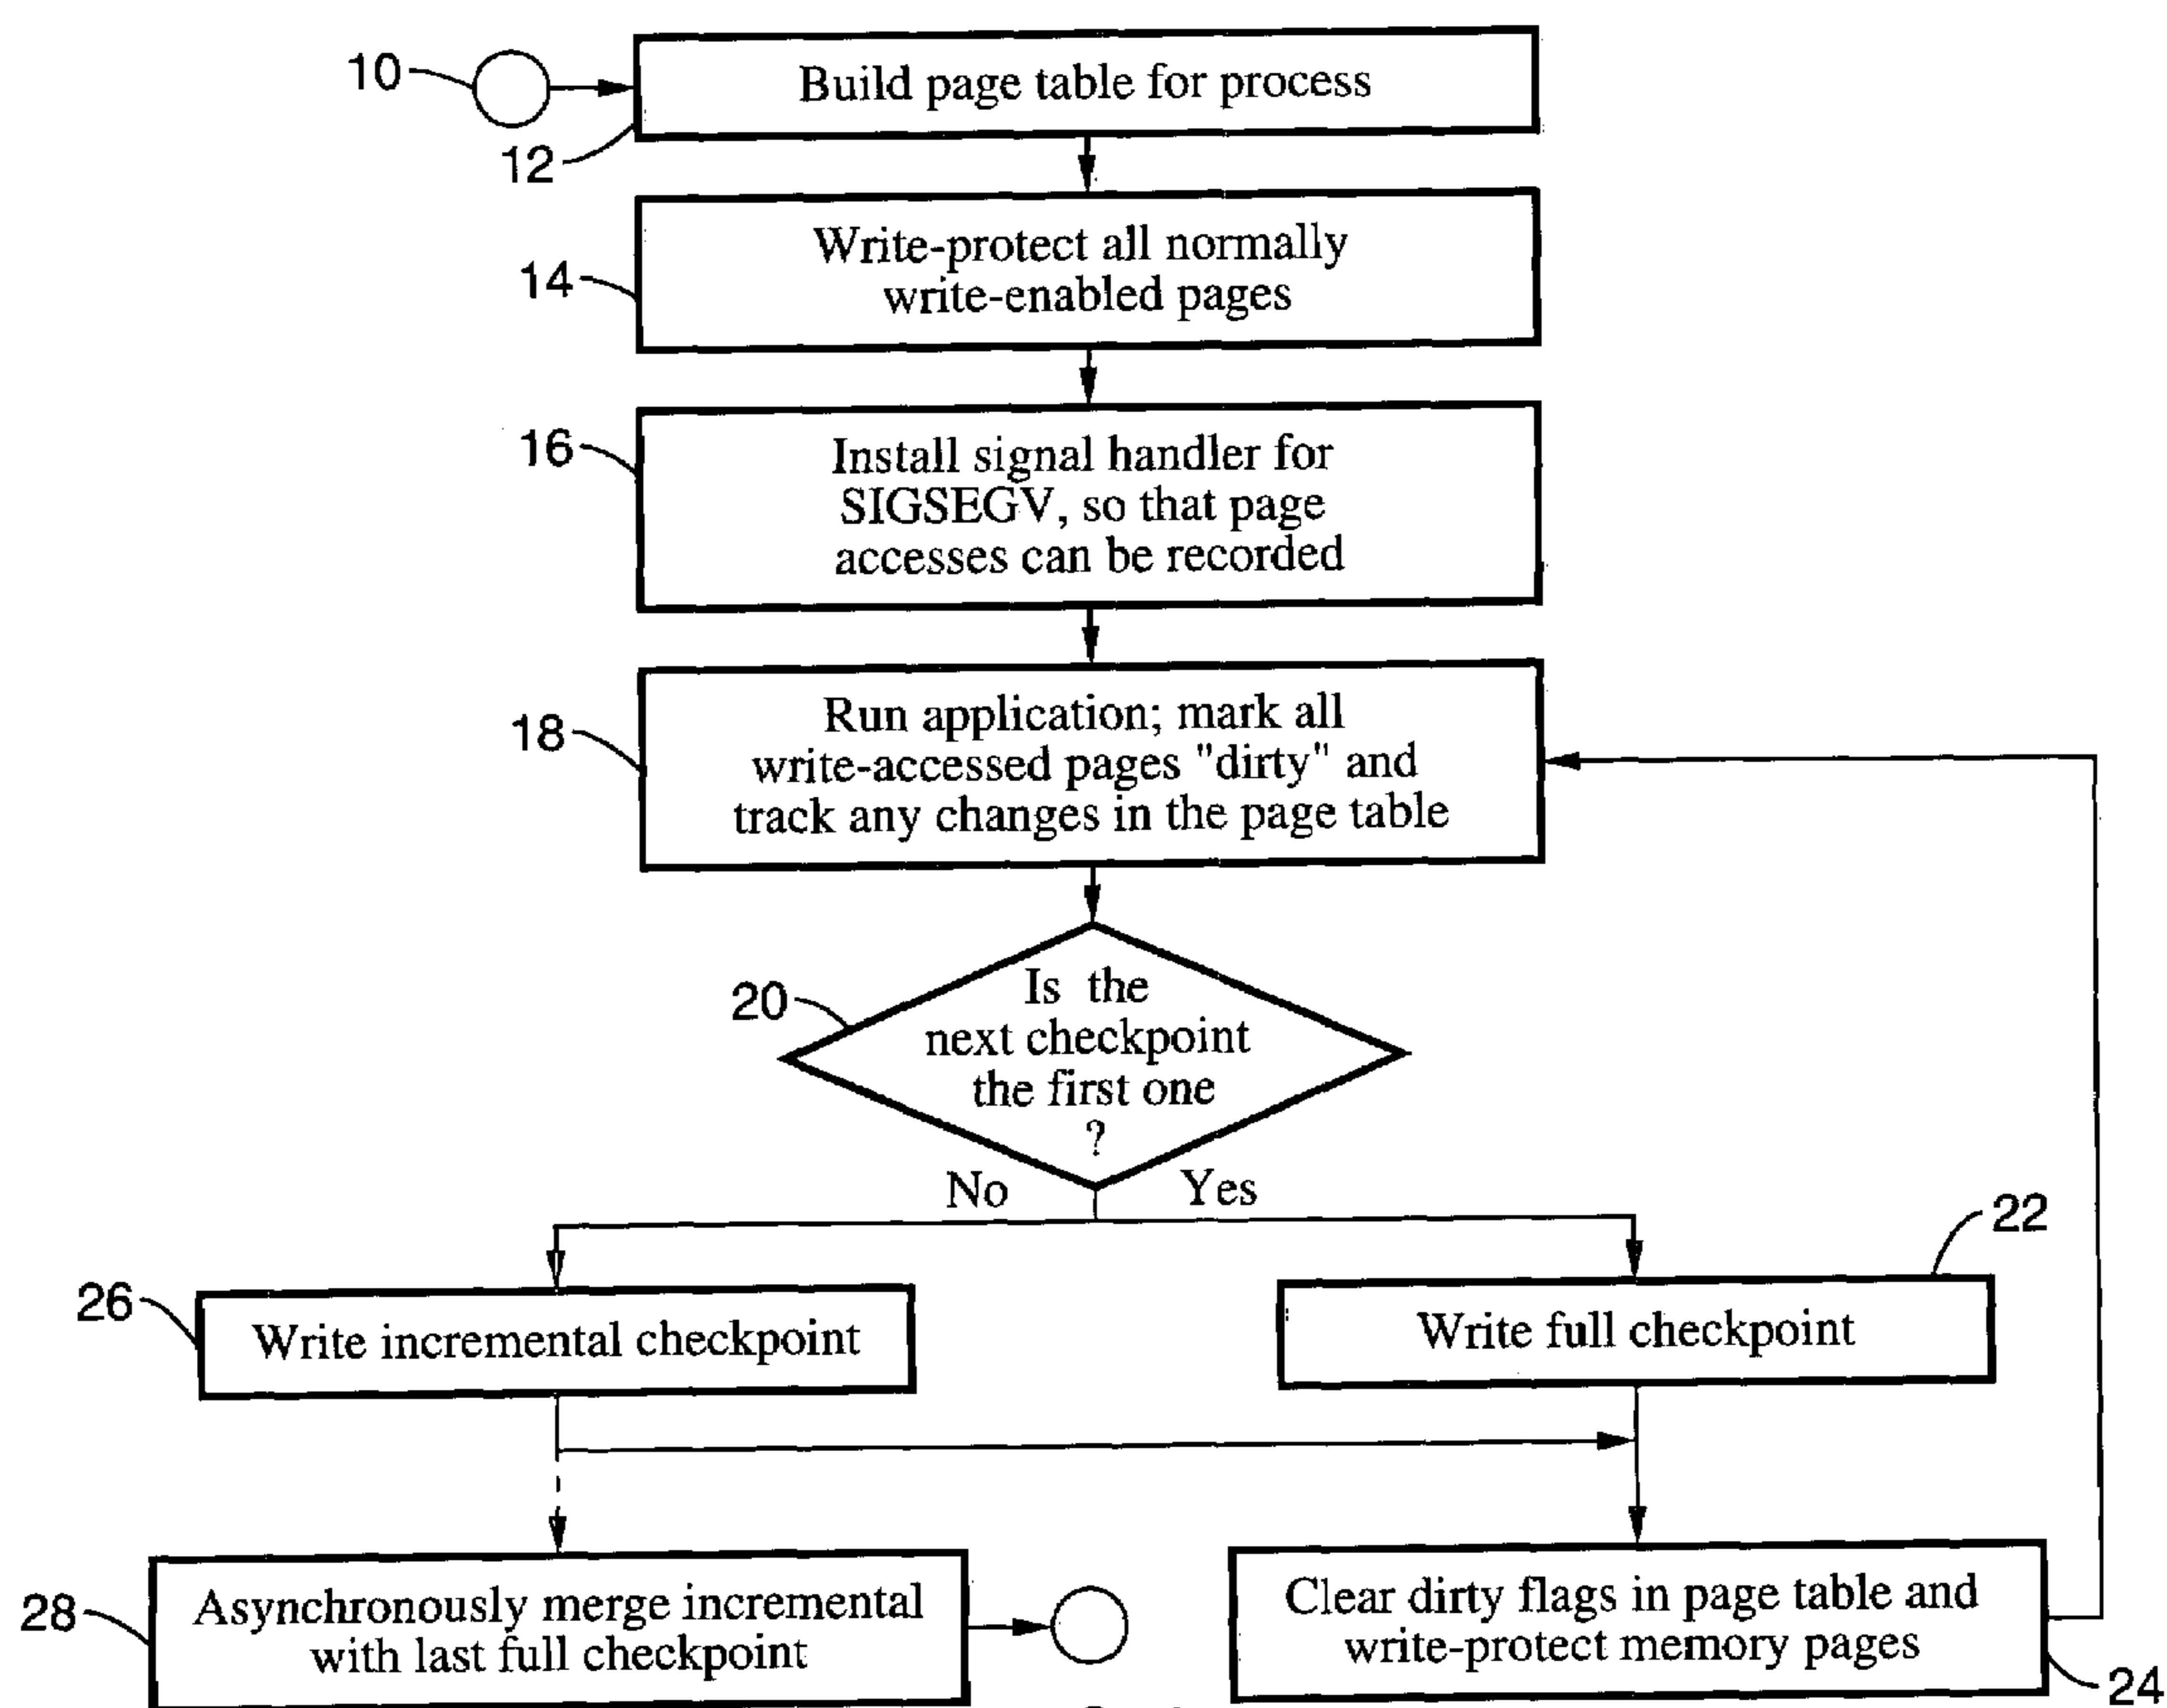 10
Build page table for process
12
Write-protect all normally
write-enabled pages
14
16
Install signal handler for
SIGSEGV, so that page
accesses can be recorded
18
Run application; mark all
write-accessed pages "dirty" and
track any changes in the page table
20
Is the
next checkpoint
the first one
?
No
Yes
22
26
Write incremental checkpoint
Write full checkpoint
28
Asynchronously merge incremental
with last full checkpoint
Clear dirty flags in page table and
write-protect memory pages
24